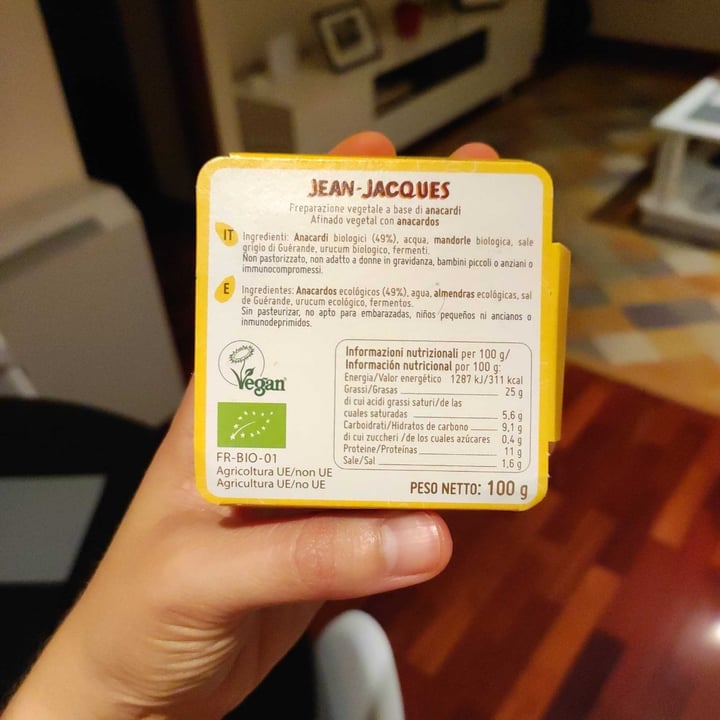 JEAN-JACQUES
Preparazione vegetale a base di anacardi
Afinado vegetal con anacardos
IT
Ingredienti: Anacardi biologici (49%), acqua, mandorle biologica, sale
grigio di Guérande, urucum biologico, fermenti.
Non pastorizzato, non adatto a donne in gravidanza, bambini piccoli o anziani o
immunocompromessi.
E
Ingredientes: Anacardos ecológicos (49%), agua, almendras ecológicas, sal
de Guérande, urucum ecológico, fermentos.
Sin pasteurizar, no apto para embarazadas, niños pequeños ni ancianos o
inmunodeprimidos.
Vegan
FR-BIO-01
Agricoltura UE/non UE
Agricultura UE/no UE
Informazioni nutrizionali per 100 g/
Información nutricional por 100 g:
Energia/Valor energético 1287 kJ/311 kcal
Grassi/Grasas 25 g
di cui acidi grassi saturi/de las
cuales saturadas 5,6 g
Carboidrati/Hidratos de carbono 9,1 g
di cui zuccheri /de los cuales azúcares 0,4 g
Proteine/Proteínas 11 g
Sale/Sal 1,6 g
PESO NETTO: 100 g